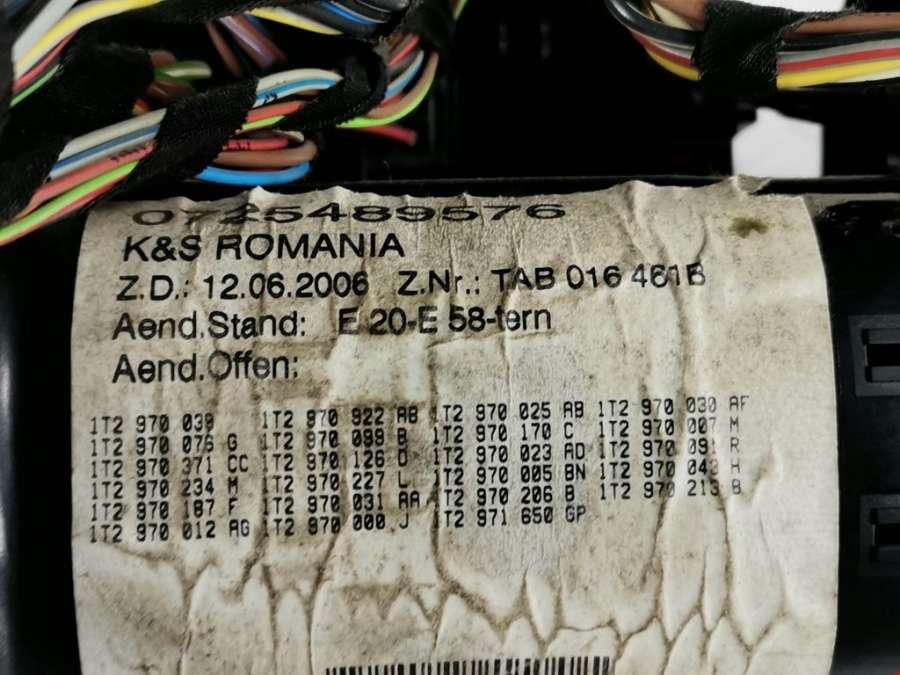 0725489576
K&S ROMANIA
Z.D.: 12.06.2006 Z.Nr.: TAB 016 461B
Aend.Stand: E 20-E 58-tern
Aend.Offen:
1T2 970 039 1T2 970 922 AB 1T2 970 025 AB 1T2 970 030 AF
1T2 970 076 G 1T2 970 099 B 1T2 970 170 C 1T2 970 007 M
1T2 970 371 CC 1T2 970 126 D 1T2 970 023 AD 1T2 970 091 R
1T2 970 234 M 1T2 970 227 L 1T2 970 005 BN 1T2 970 043 H
1T2 970 187 F 1T2 970 031 AA 1T2 970 206 B 1T2 970 213 B
1T2 970 012 AG 1T2 970 000 J 1T2 971 650 GP